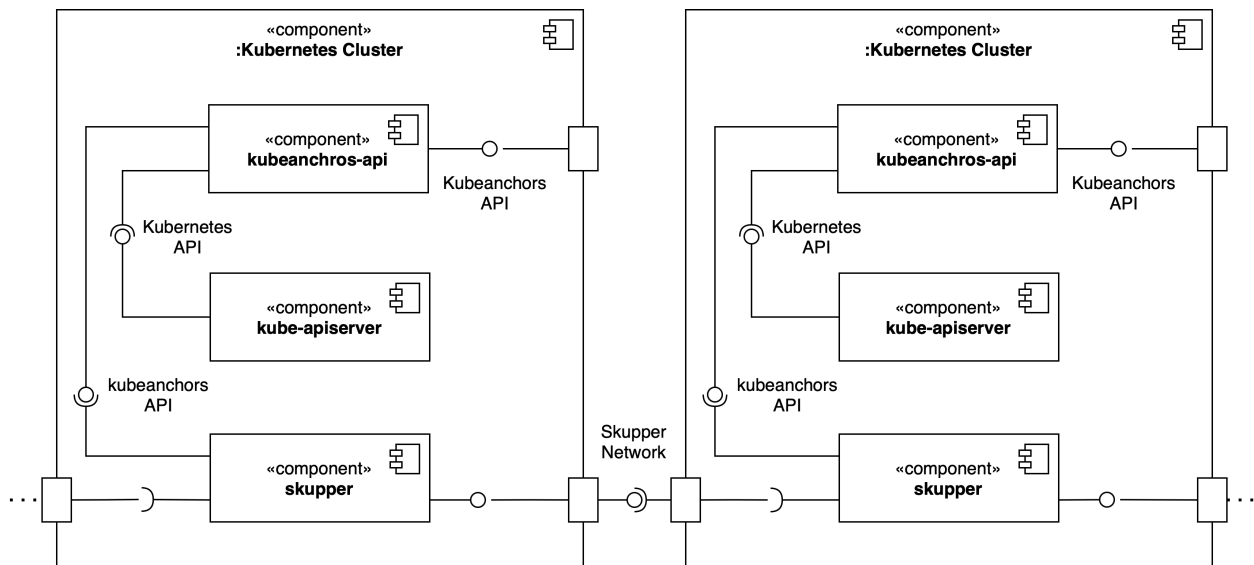 «component»
:Kubernetes Cluster
«component»
kubeanchros-api
Kubeanchors
API
Kubernetes
API
«component»
kube-apiserver
kubeanchors
API
«component»
skupper
Skupper
Network
«component»
:Kubernetes Cluster
«component»
kubeanchros-api
Kubeanchors
API
Kubernetes
API
«component»
kube-apiserver
kubeanchors
API
«component»
skupper